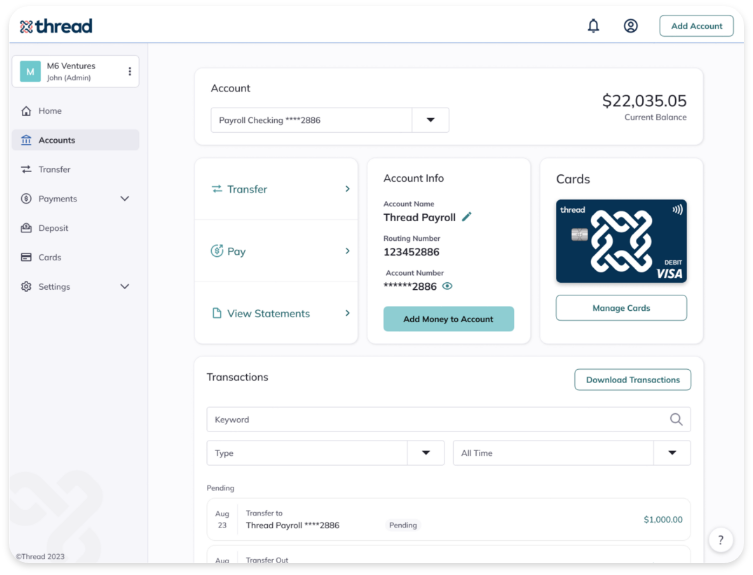 thread
Add Account
M
M6 Ventures
John (Admin)
Home
Accounts
Transfer
Payments
Deposit
Cards
Settings
©Thread 2023
Account
Payroll Checking ****2886
$22,035.05
Current Balance
Transfer
Pay
View Statements
Account Info
Account Name
Thread Payroll
Routing Number
123452886
Account Number
******2886
Add Money to Account
Cards
thread
DEBIT
VISA
Manage Cards
Transactions
Download Transactions
Keyword
Type
All Time
Pending
Aug
23
Transfer to
Thread Payroll ****2886
Pending
$1,000.00
Aug
Transfer Out
?